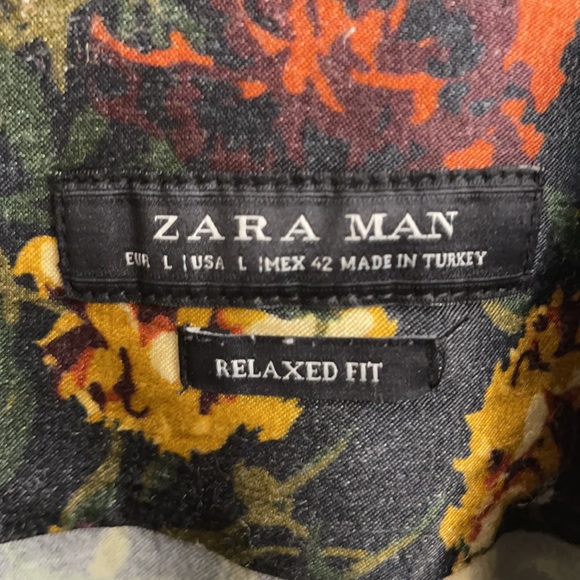 ZARA MAN
EUR L | USA L | MEX 42 MADE IN TURKEY
RELAXED FIT